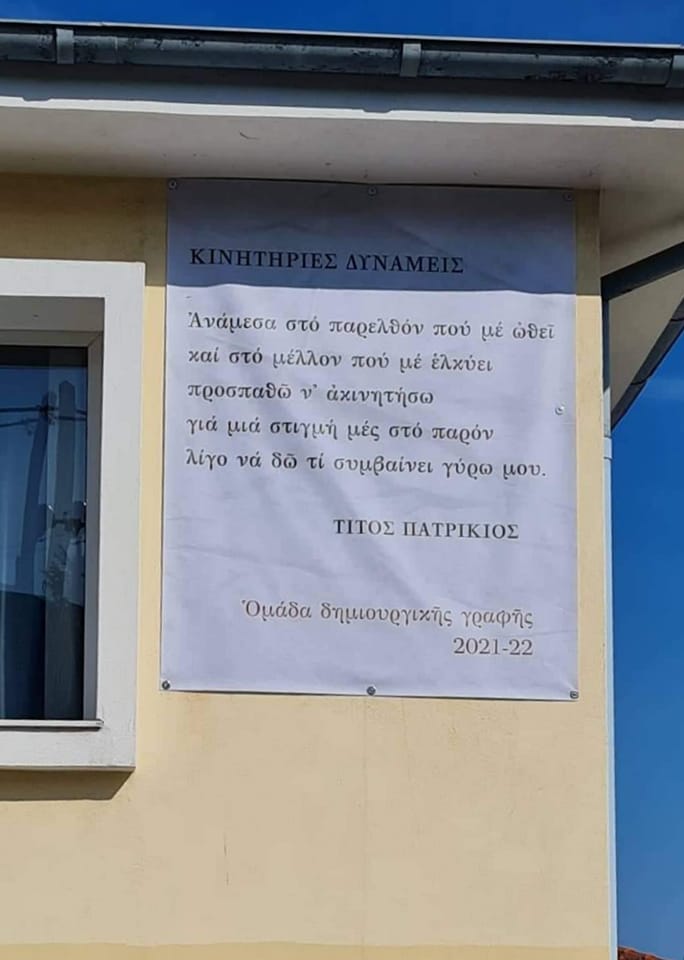 ΚΙΝΗΤΗΡΙΕΣ ΔΥΝΑΜΕΙΣ
Ἀνάμεσα στό παρελθόν πού μέ ὠθεῖ
καί στό μέλλον πού μέ ἑλκύει
προσπαθῶ ν' ἀκινητήσω
γιά μιά στιγμή μές στό παρόν
λίγο νά δῶ τί συμβαίνει γύρω μου.
ΤΙΤΟΣ ΠΑΤΡΙΚΙΟΣ
Ὁμάδα δημιουργικῆς γραφῆς
2021-22